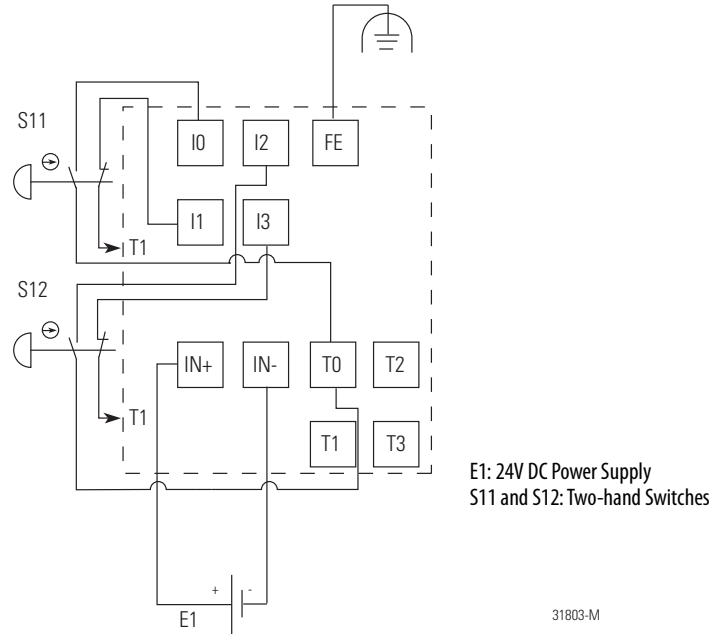 S11
I0
I2
FE
I1
I3
T1
S12
IN+
IN-
T0
T2
T1
T1
T3
E1: 24V DC Power Supply
S11 and S12: Two-hand Switches
+
-
E1
31803-M